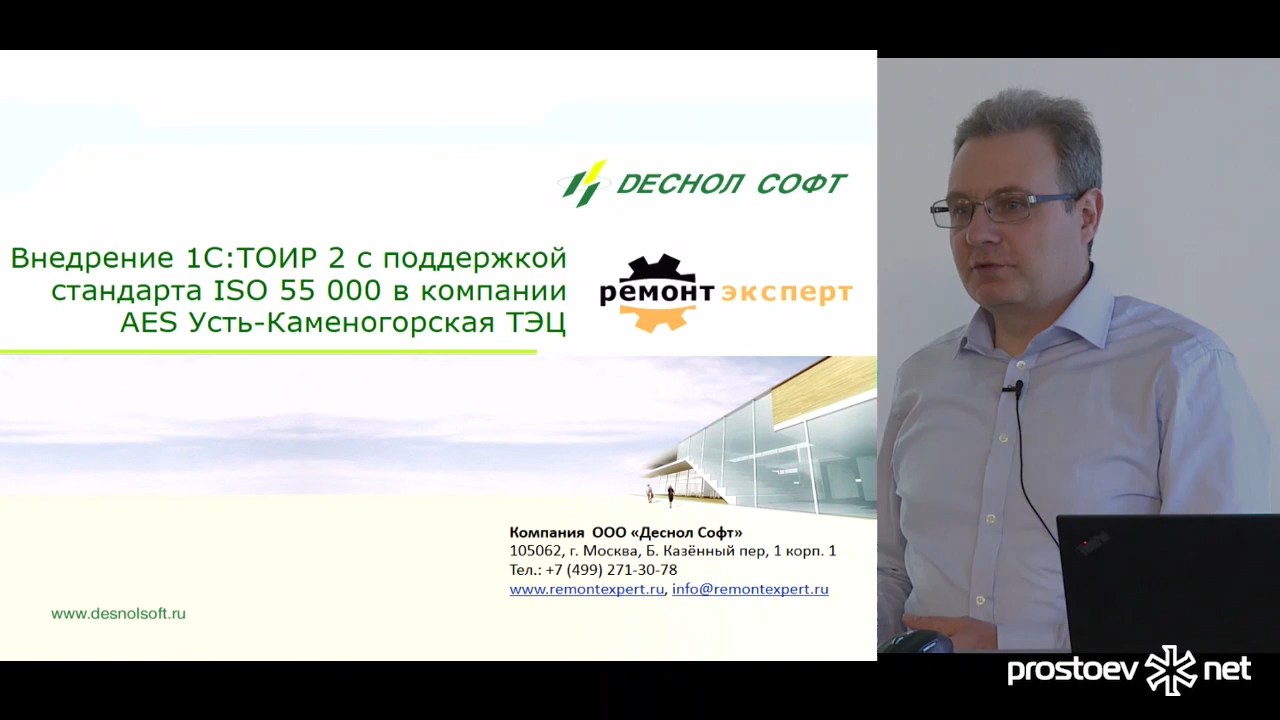 DЕСНОЛ СОФТ
Внедрение 1С:ТОИР 2 с поддержкой
стандарта ISO 55 000 в компании
AES Усть-Каменогорская ТЭЦ
ремонт эксперт
Компания ООО «Деснол Софт»
105062, г. Москва, Б. Казённый пер, 1 корп. 1
Тел.: +7 (499) 271-30-78
www.remontexpert.ru, info@remontexpert.ru
www.desnolsoft.ru
ThinkPad
prostoev net